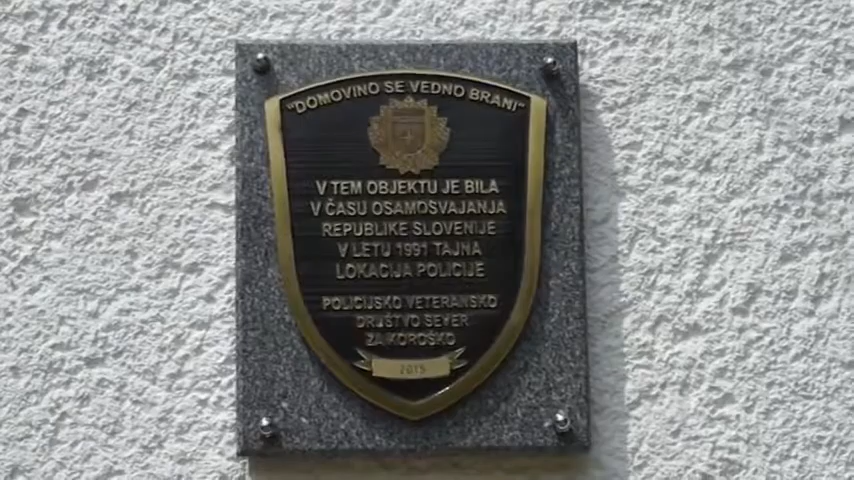 "DOMOVINO SE VEDNO BRANI"
V TEM OBJEKTU JE BILA
V ČASU OSAMOSVAJANJA
REPUBLIKE SLOVENIJE
V LETU 1991 TAJNA
LOKACIJA POLICIJE
POLICIJSKO VETERANSKO
DRUŠTVO SEVER
ZA KOROŠKO
2015